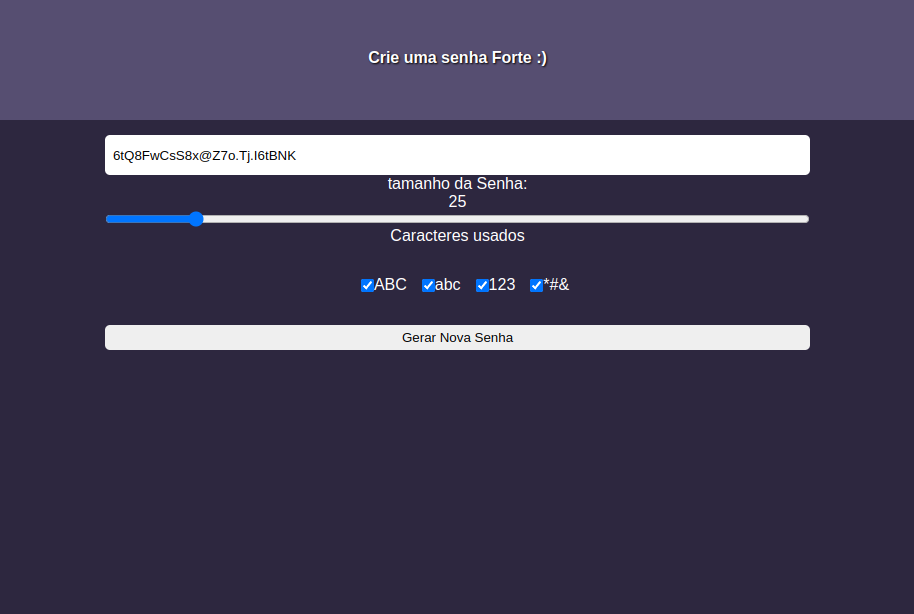 Crie uma senha Forte :)
6tQ8FwCsS8x@Z7o.Tj.I6tBNK
tamanho da Senha:
25
Caracteres usados
ABC abc 123 *#&
Gerar Nova Senha